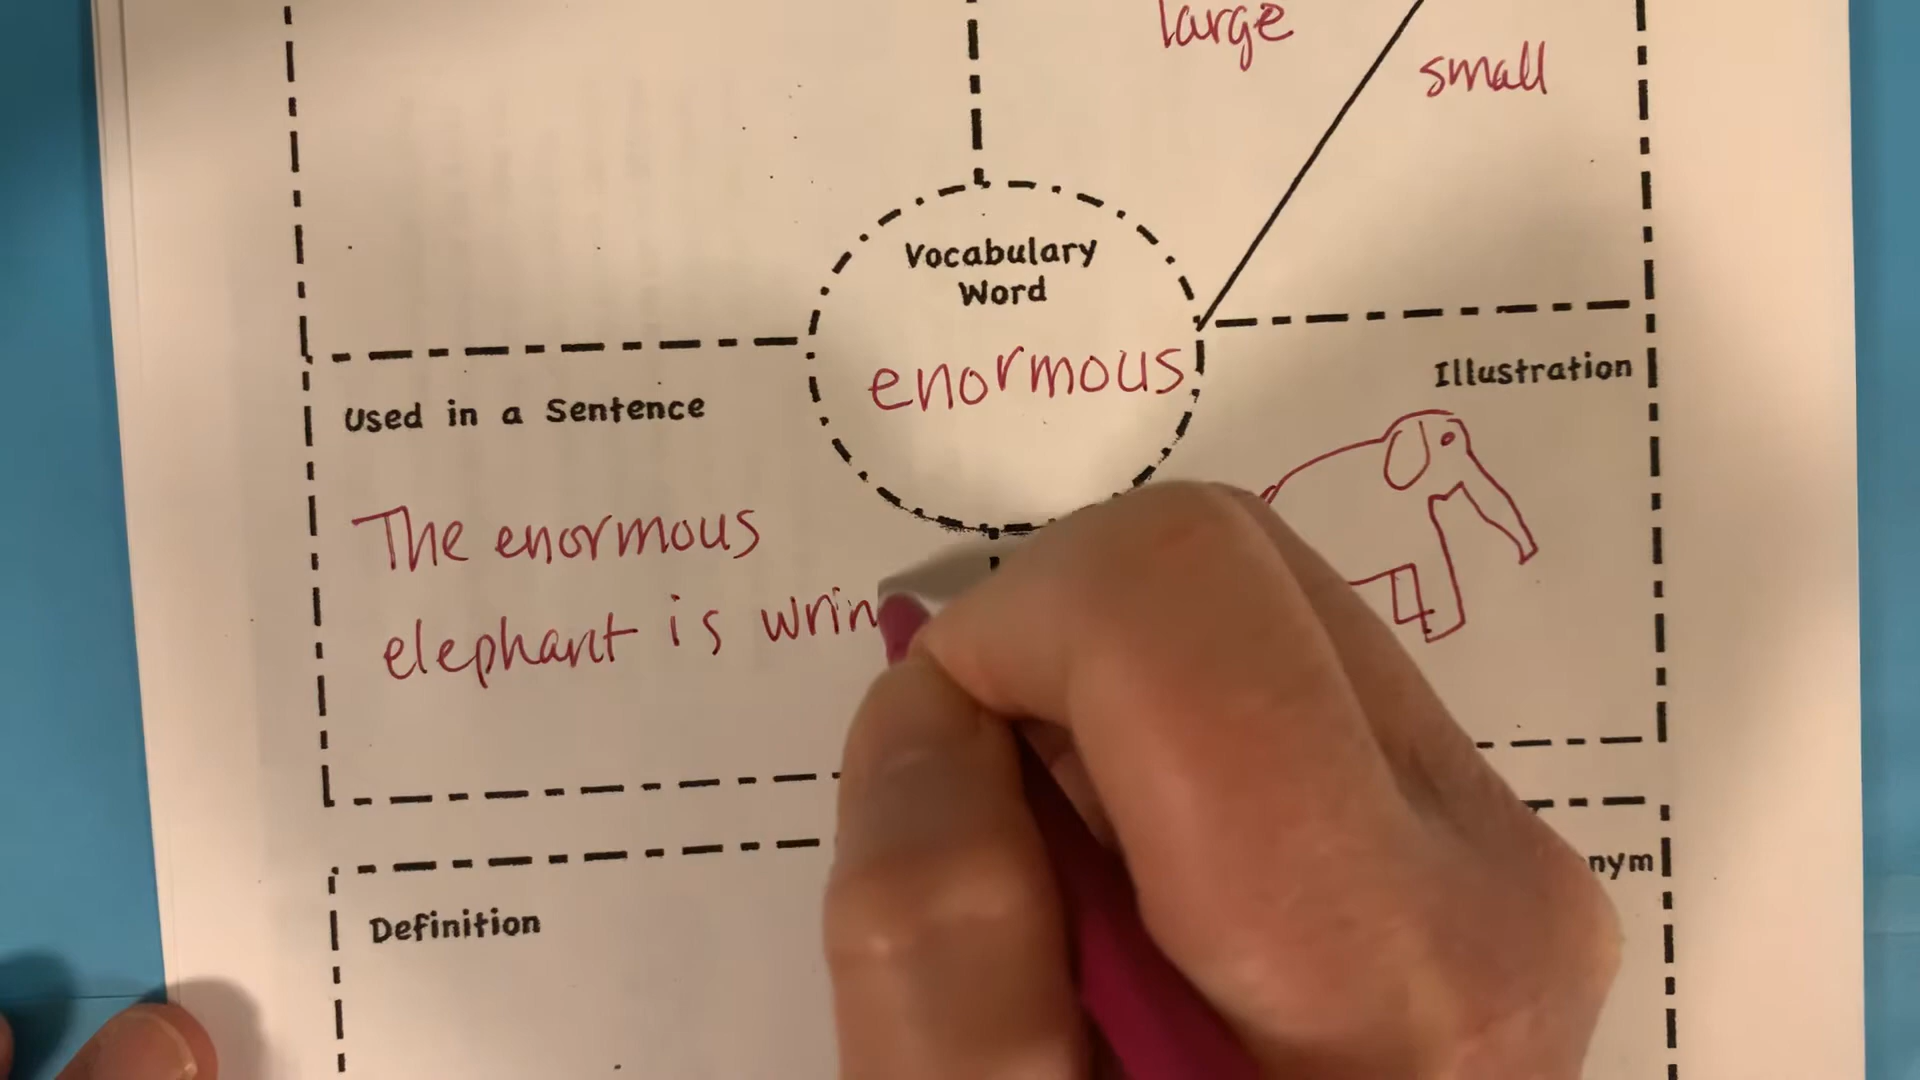 large
small
Vocabulary
Word
enormous
Used in a Sentence
Illustration
The enormous
elephant is wrin
Definition
nym